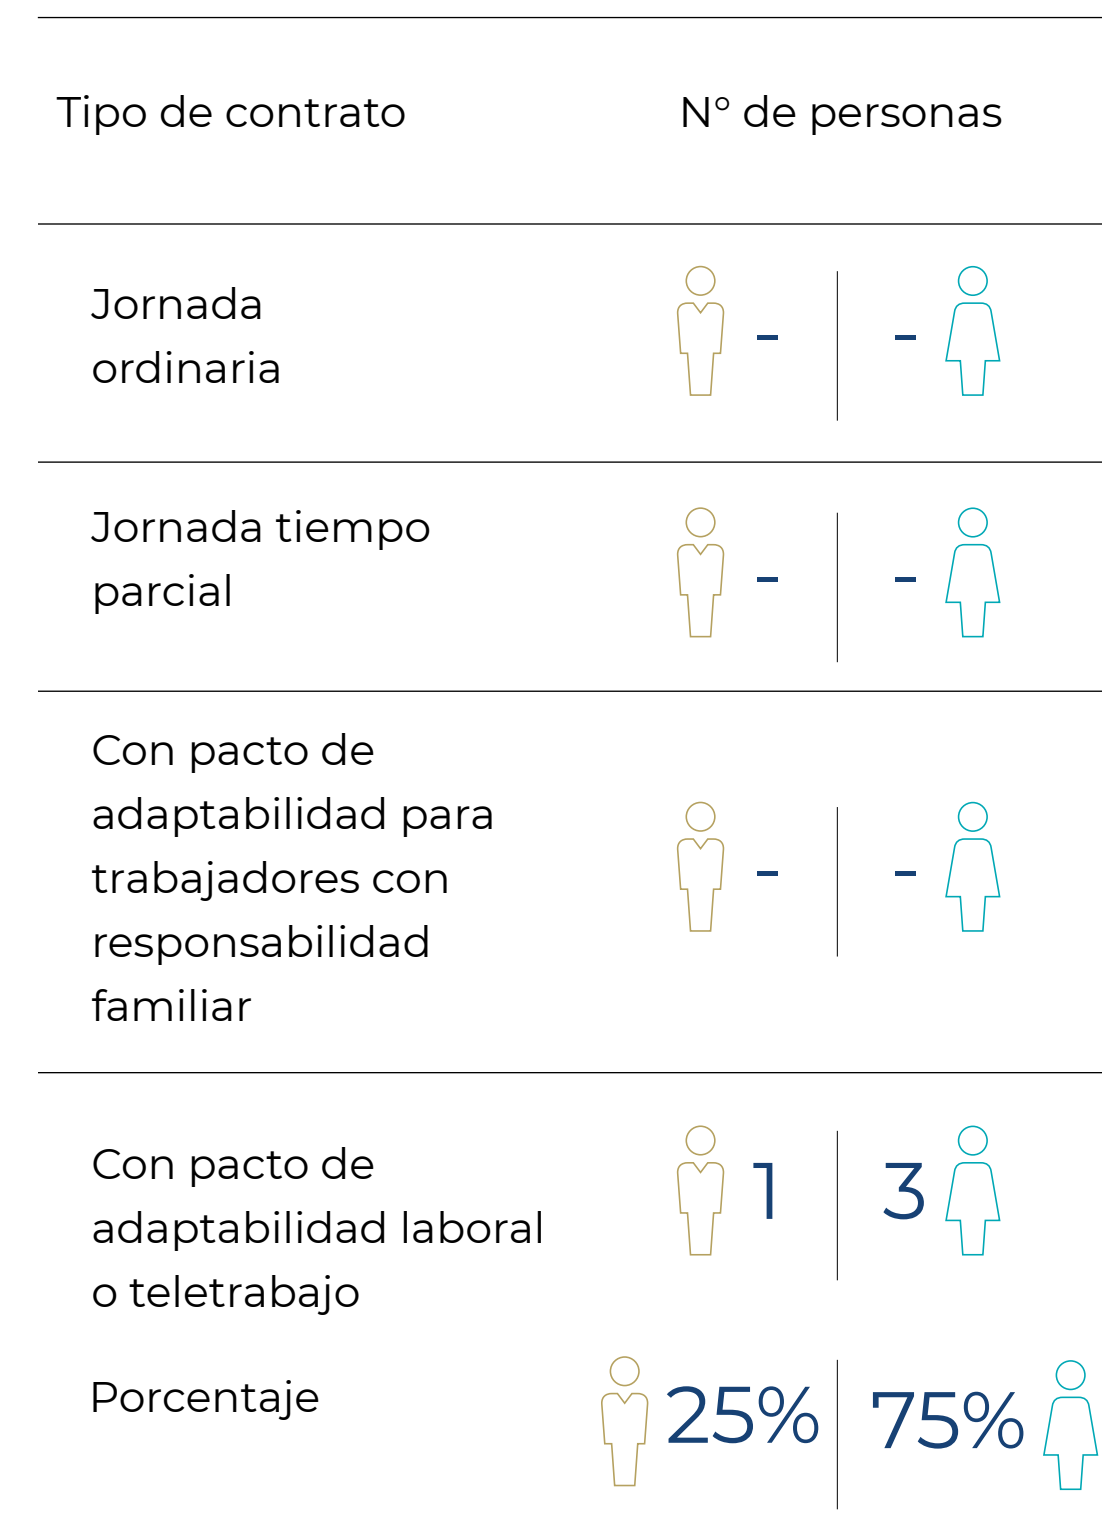 Tipo de contrato N° de personas
Jornada
ordinaria
- -
Jornada tiempo
parcial
- -
Con pacto de
adaptabilidad para
trabajadores con
responsabilidad
familiar
- -
Con pacto de
adaptabilidad laboral
o teletrabajo
1 3
Porcentaje 25% 75%